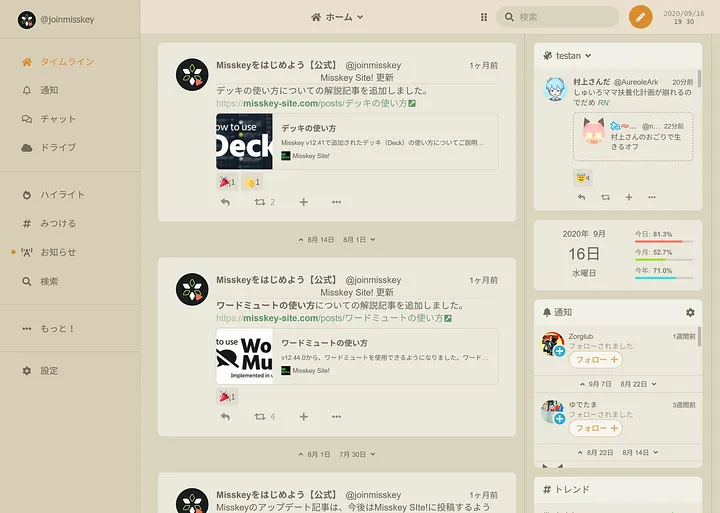 @joinmisskey
タイムライン
通知
チャット
ドライブ
ハイライト
みつける
お知らせ
検索
もっと！
設定
ホーム
検索
2020/09/16
19 30
Misskeyをはじめよう【公式】 @joinmisskey 1ヶ月前
Misskey Site! 更新
デッキの使い方についての解説記事を追加しました。
https://misskey-site.com/posts/デッキの使い方
ow to use
Deck
デッキの使い方
Misskey v12.41で追加されたデッキ（Deck）の使い方についてご説明...
Misskey Site!
1 1
2
8月 14日 8月 1日
Misskeyをはじめよう【公式】 @joinmisskey 1ヶ月前
Misskey Site! 更新
ワードミュートの使い方についての解説記事を追加しました。
https://misskey-site.com/posts/ワードミュートの使い方
to use
Wo
Mu
Implemented in
ワードミュートの使い方
v12.44.0から、ワードミュートを使用できるようになりました。ワード...
Misskey Site!
1
4
8月 1日 7月 30日
Misskeyをはじめよう【公式】 @joinmisskey 1ヶ月前
Misskeyのアップデート記事は、今後はMisskey SIte!に投稿するよう
testan
村上さんだ @AureoleArk 20分前
しゅいろママ扶養化計画が崩れるのでだめ RN:
... @n... 22分前
村上さんのおごりで生
きるオフ
4
2020年 9月
16日
水曜日
今日: 81.3%
今月: 52.7%
今年: 71.0%
通知
Zorglub 1週間前
フォローされました
フォロー
9月 7日 8月 22日
ゆでたま 3週間前
フォローされました
フォロー
8月 22日 8月 14日
トレンド